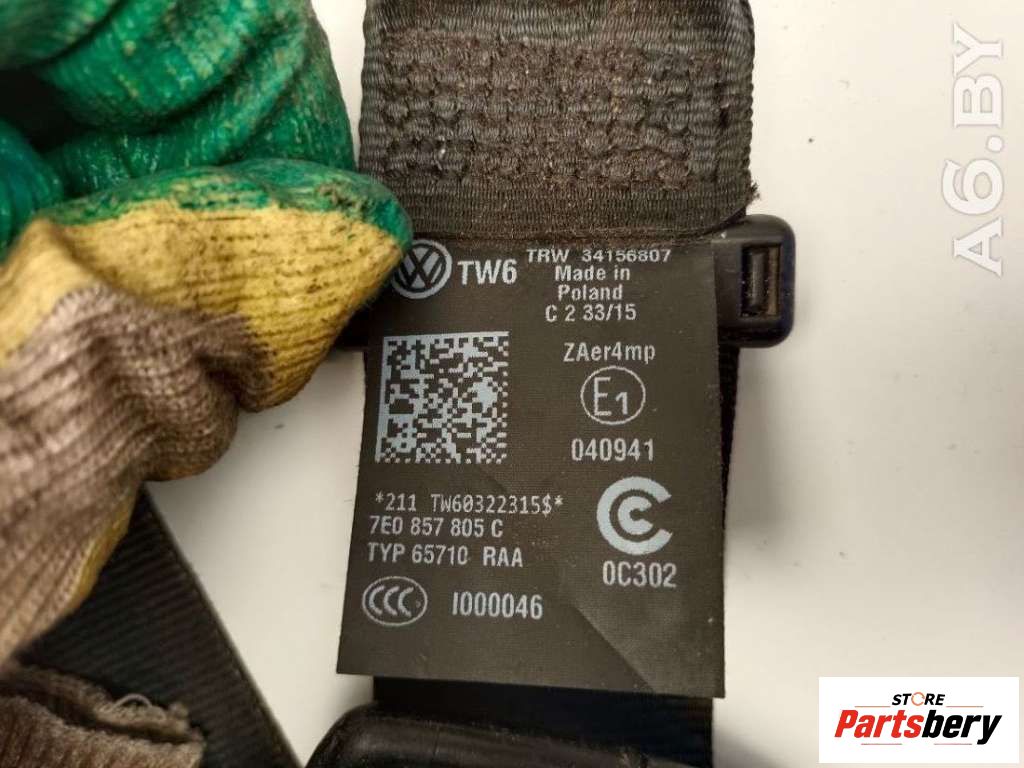 TW6
TRW 34156807
Made in
Poland
C 2 33/15
ZAer4mp
E1
040941
*211 TW60322315$*
7E0 857 805 C
TYP 65710 RAA
0C302
CCC I000046
A6.BY
STORE
Partsbery